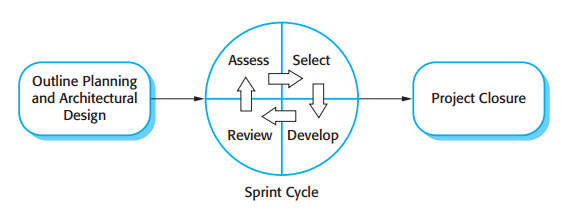 Outline Planning
and Architectural
Design
Assess
Select
Review
Develop
Project Closure
Sprint Cycle